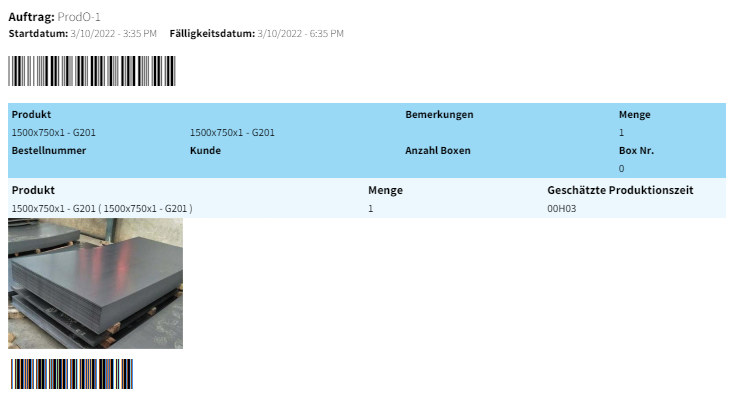 Auftrag: ProdO-1
Startdatum: 3/10/2022 - 3:35 PM Fälligkeitsdatum: 3/10/2022 - 6:35 PM
Produkt Bemerkungen Menge
1500x750x1 - G201 1500x750x1 - G201 1
Bestellnummer Kunde Anzahl Boxen Box Nr.
0
Produkt Menge Geschätzte Produktionszeit
1500x750x1 - G201 ( 1500x750x1 - G201 ) 1 00H03